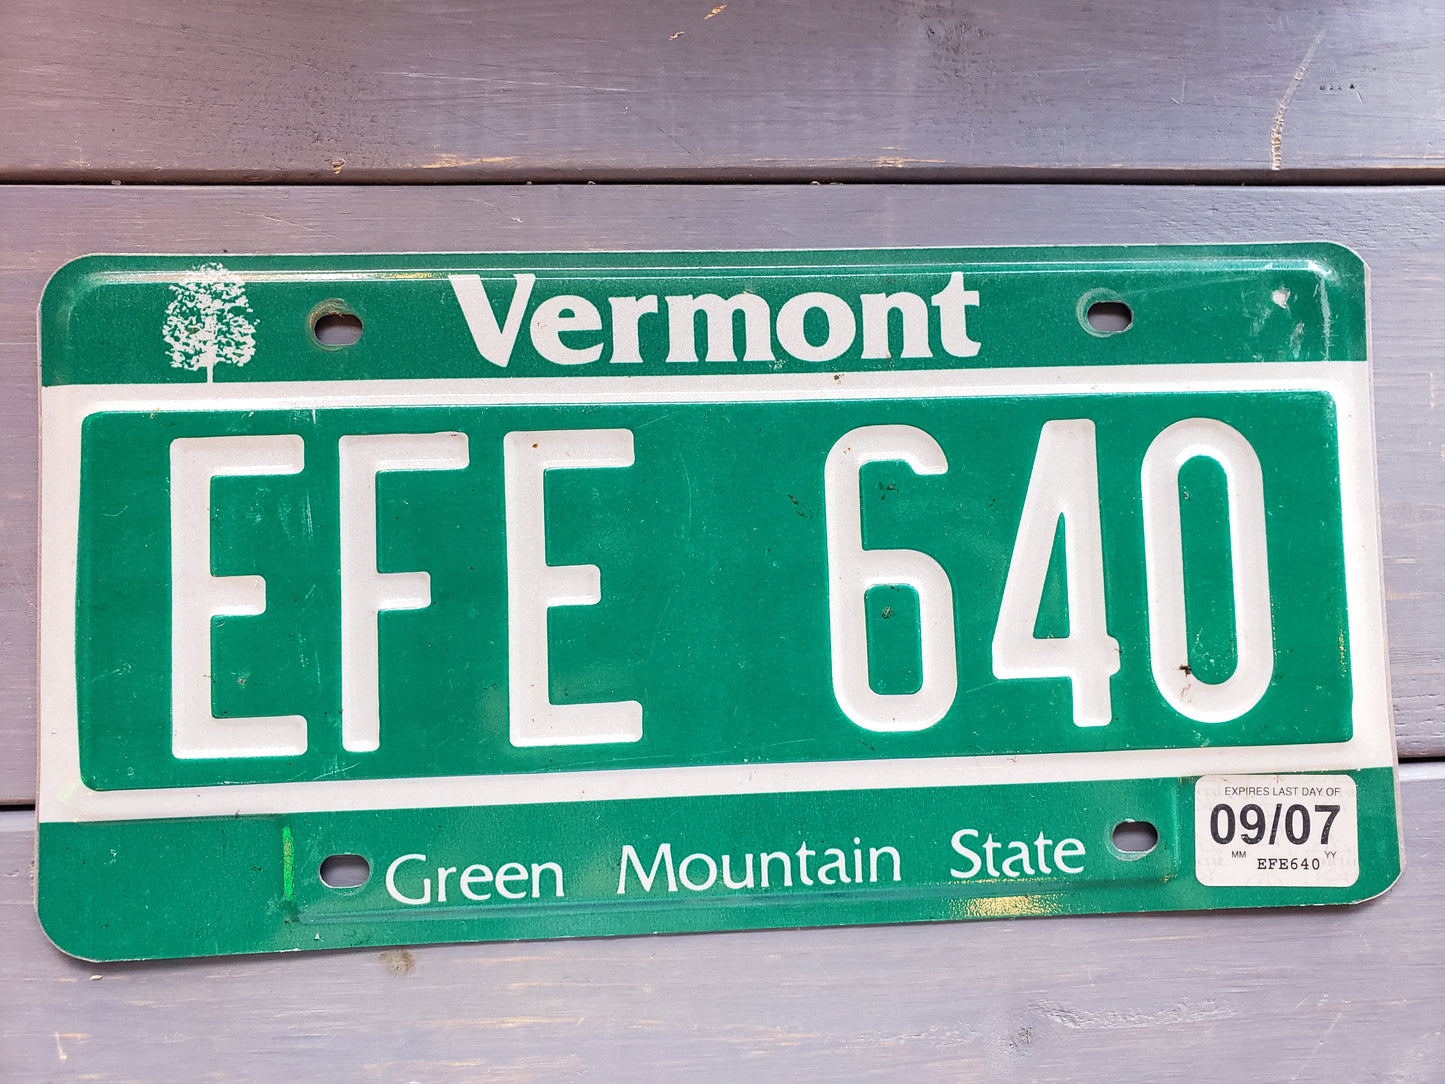 Vermont
EFE 640
Green Mountain State
EXPIRES LAST DAY OF
09/07
MM EFE640 YY